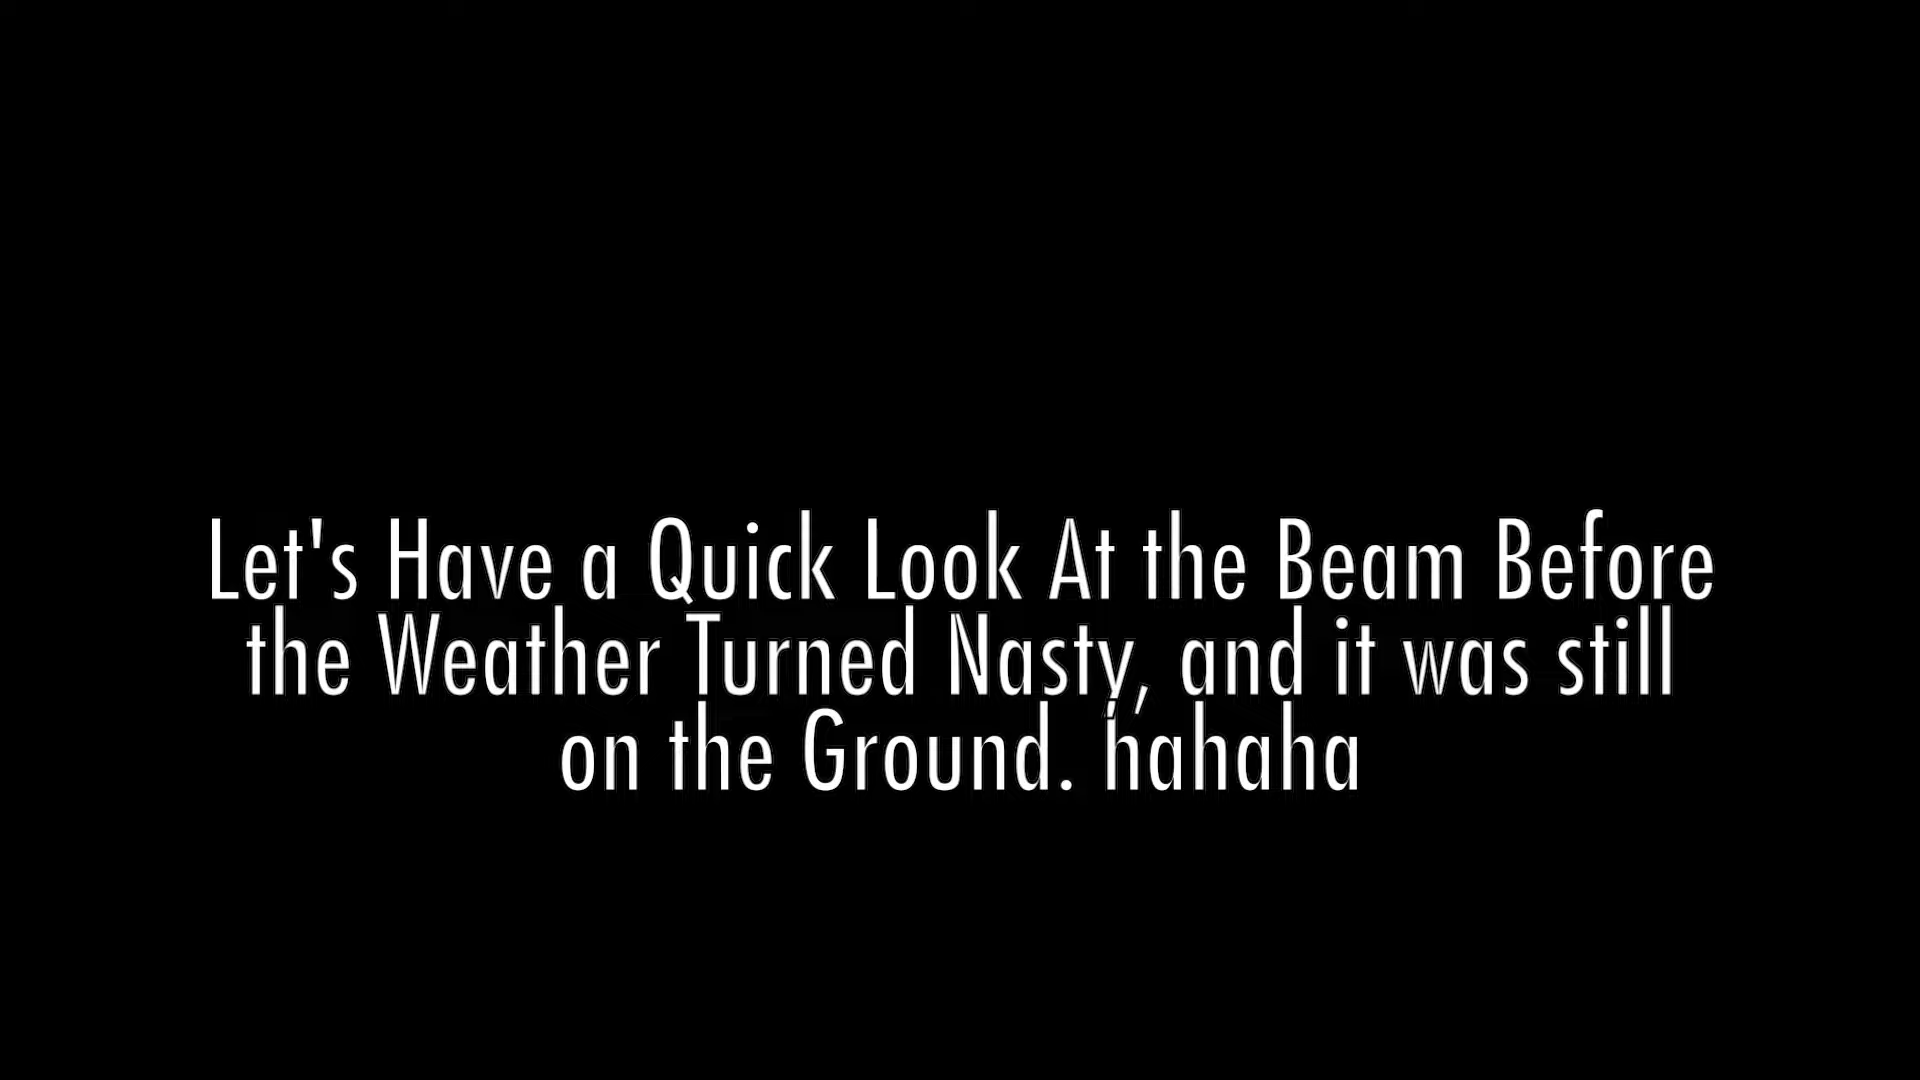 Let's Have a Quick Look At the Beam Before
the Weather Turned Nasty, and it was still
on the Ground. hahaha